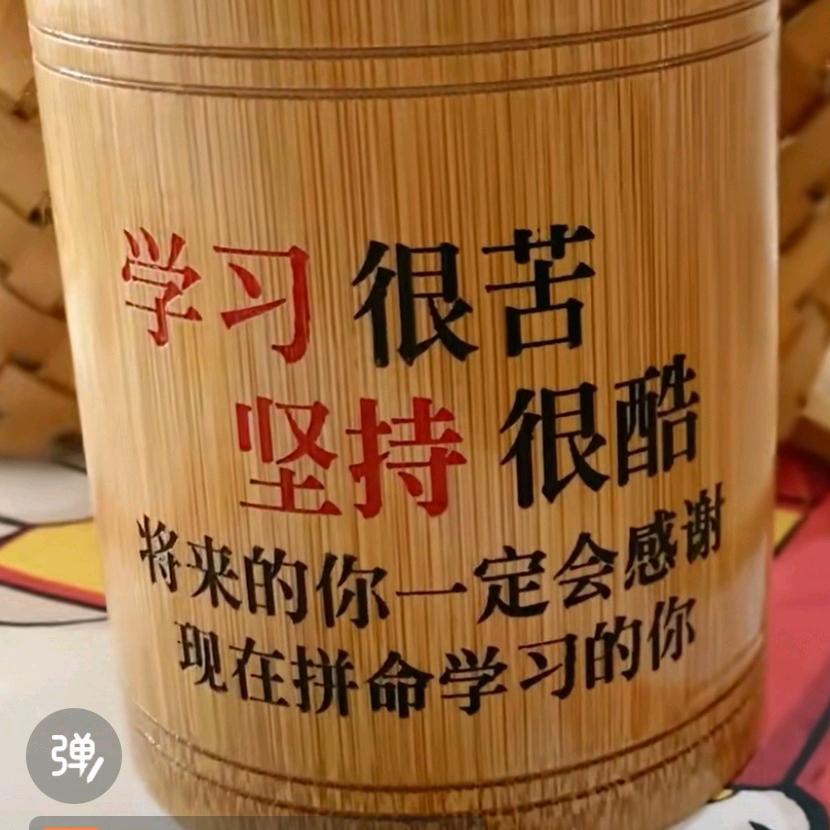 学习很苦
坚持很酷
将来的你一定会感谢
现在拼命学习的你
弹